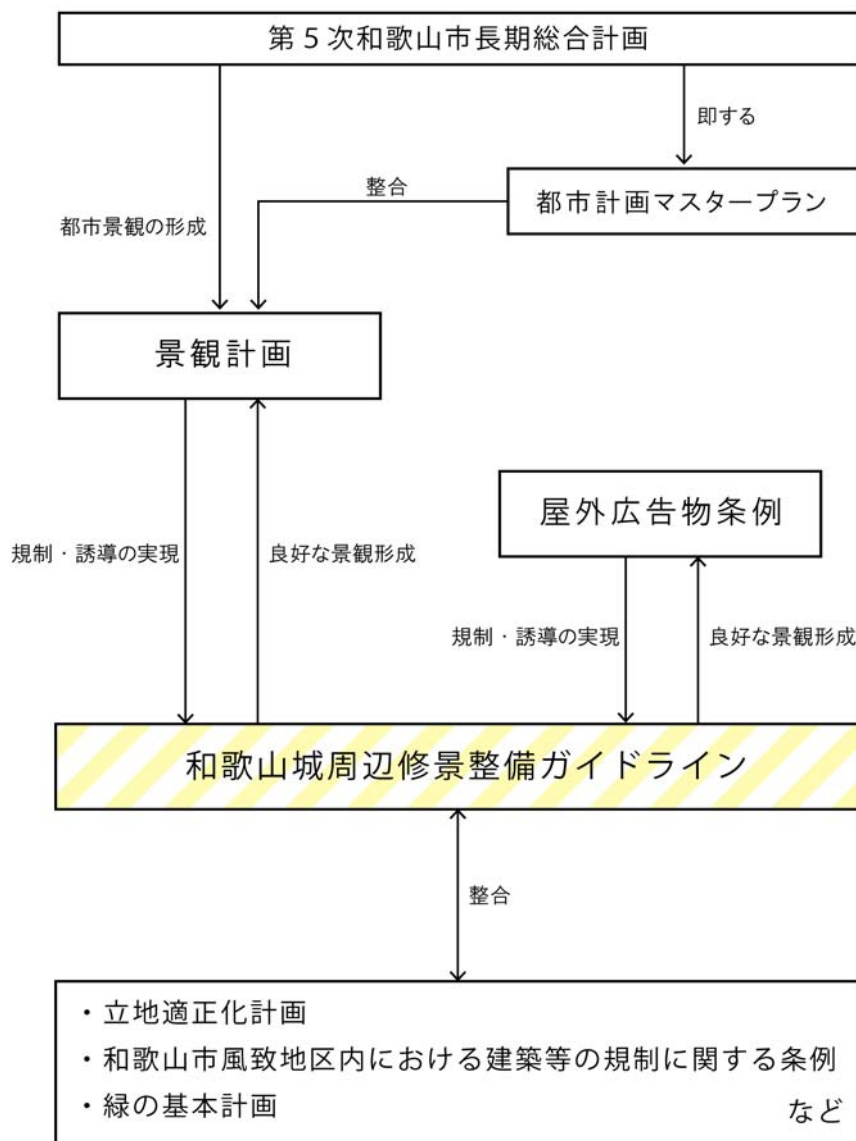 第5次和歌山市長期総合計画
即する
整合
都市計画マスタープラン
都市景観の形成
景観計画
屋外広告物条例
規制・誘導の実現
良好な景観形成
規制・誘導の実現
良好な景観形成
和歌山城周辺修景整備ガイドライン
整合
・立地適正化計画
・和歌山市風致地区内における建築等の規制に関する条例
・緑の基本計画
など